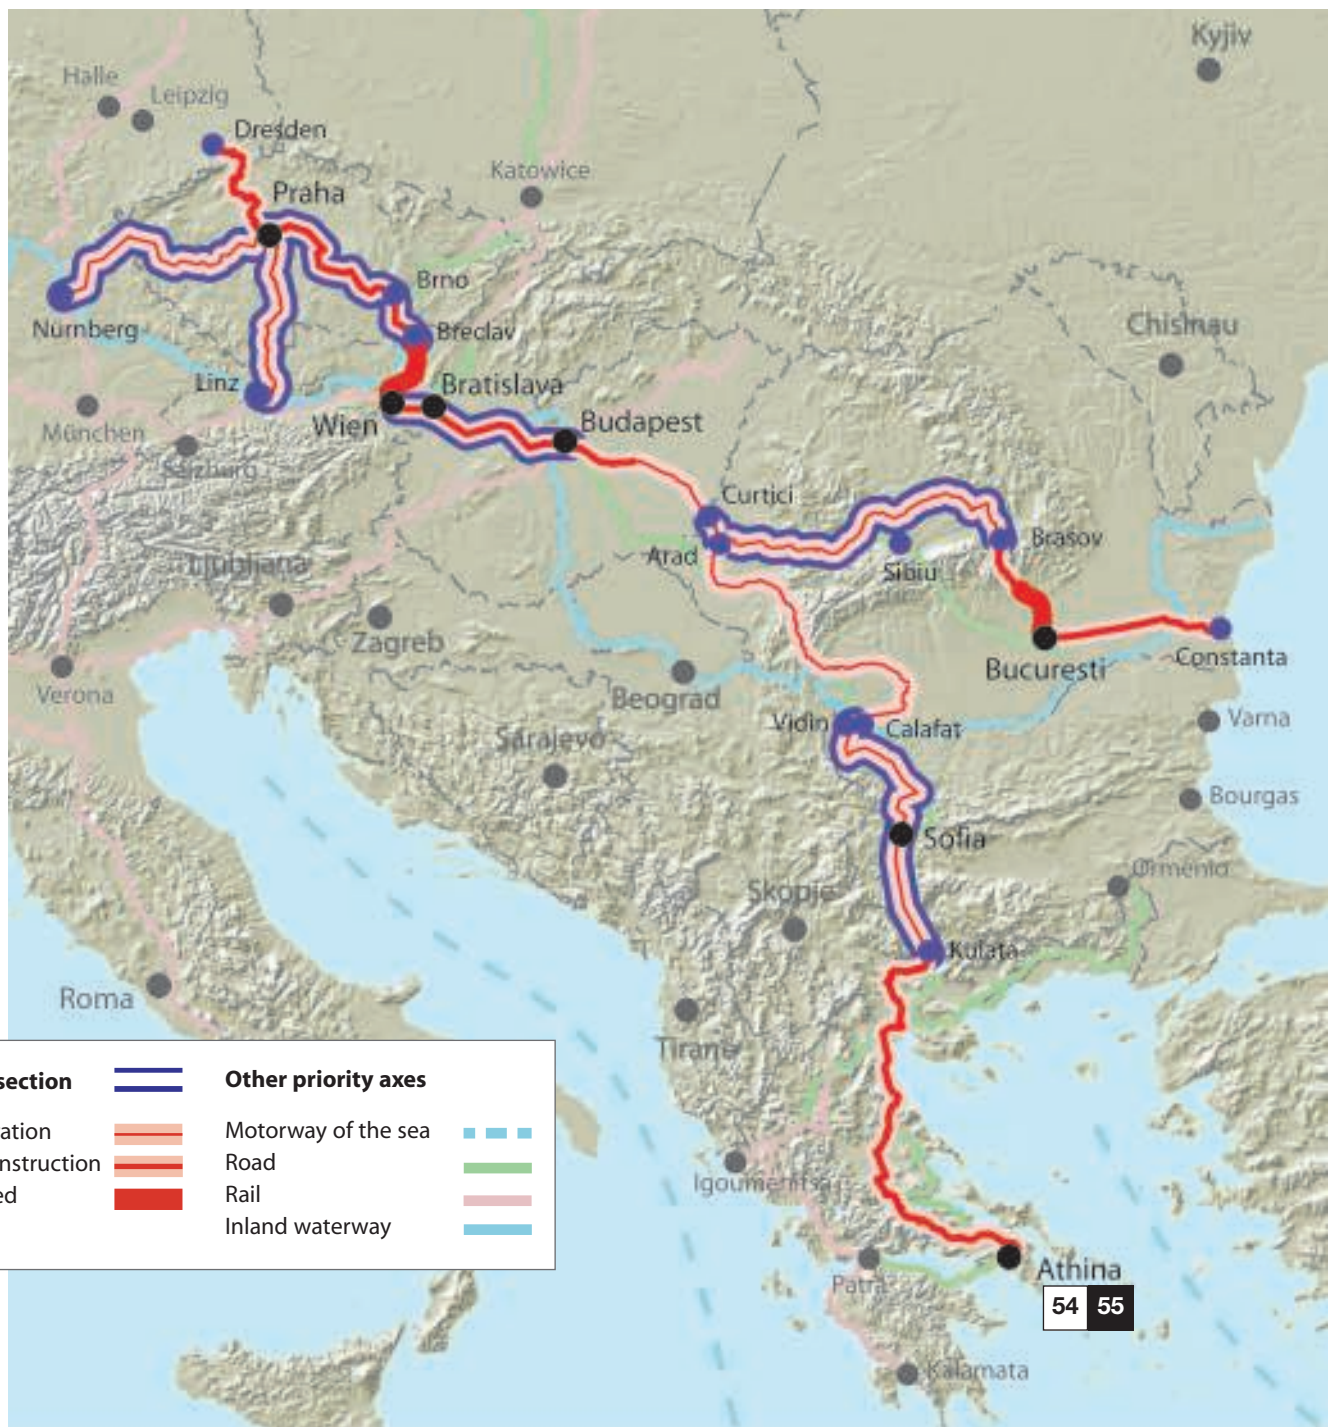 Kyjiv
Halle
Leipzig
Dresden
Katowice
Praha
Brno
Nürnberg
Chisinau
Breclav
Linz
Bratislava
Wien
Budapest
München
Salzburg
Curtici
Arad
Brasov
Sibiu
Ljubljana
Zagreb
Constanta
Bucuresti
Verona
Beograd
Vidin
Calafat
Varna
Sarajevo
Bourgas
Sofia
Ormenio
Skopje
Kulata
Roma
Tirane
section
Other priority axes
ation
Motorway of the sea
nstruction
Road
ed
Rail
Inland waterway
Igoumenitsa
Athina
Patra
54 55
Kalamata